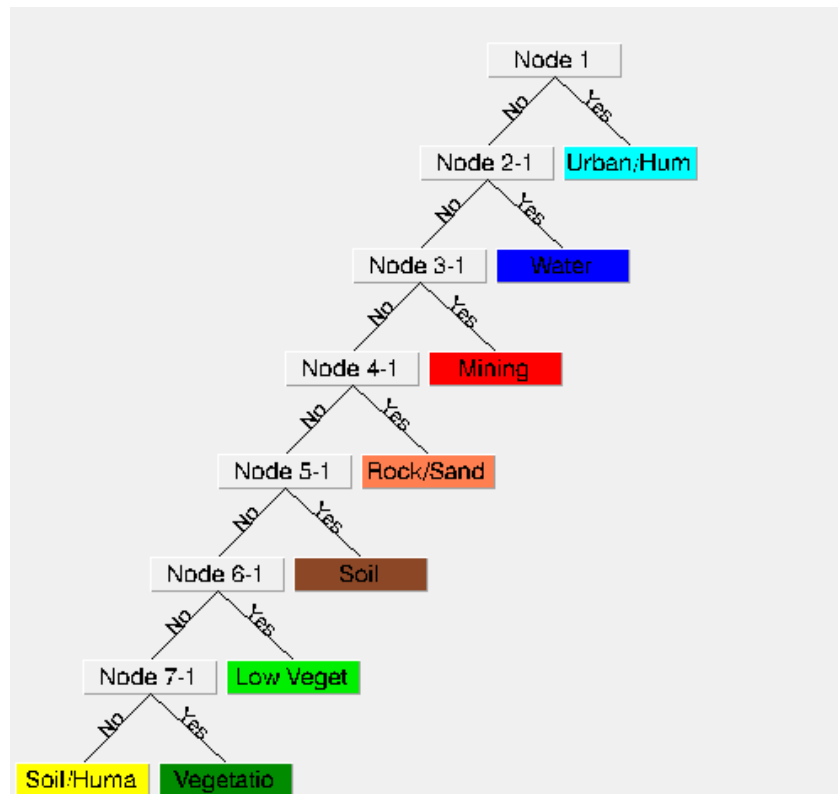 Node 1
No
Yes
Node 2-1
Urban/Hum
No
Yes
Node 3-1
Water
No
Yes
Node 4-1
Mining
No
Yes
Node 5-1
Rock/Sand
No
Yes
Node 6-1
Soil
No
Yes
Node 7-1
Low Veget
No
Yes
Soil/Huma
Vegetatio